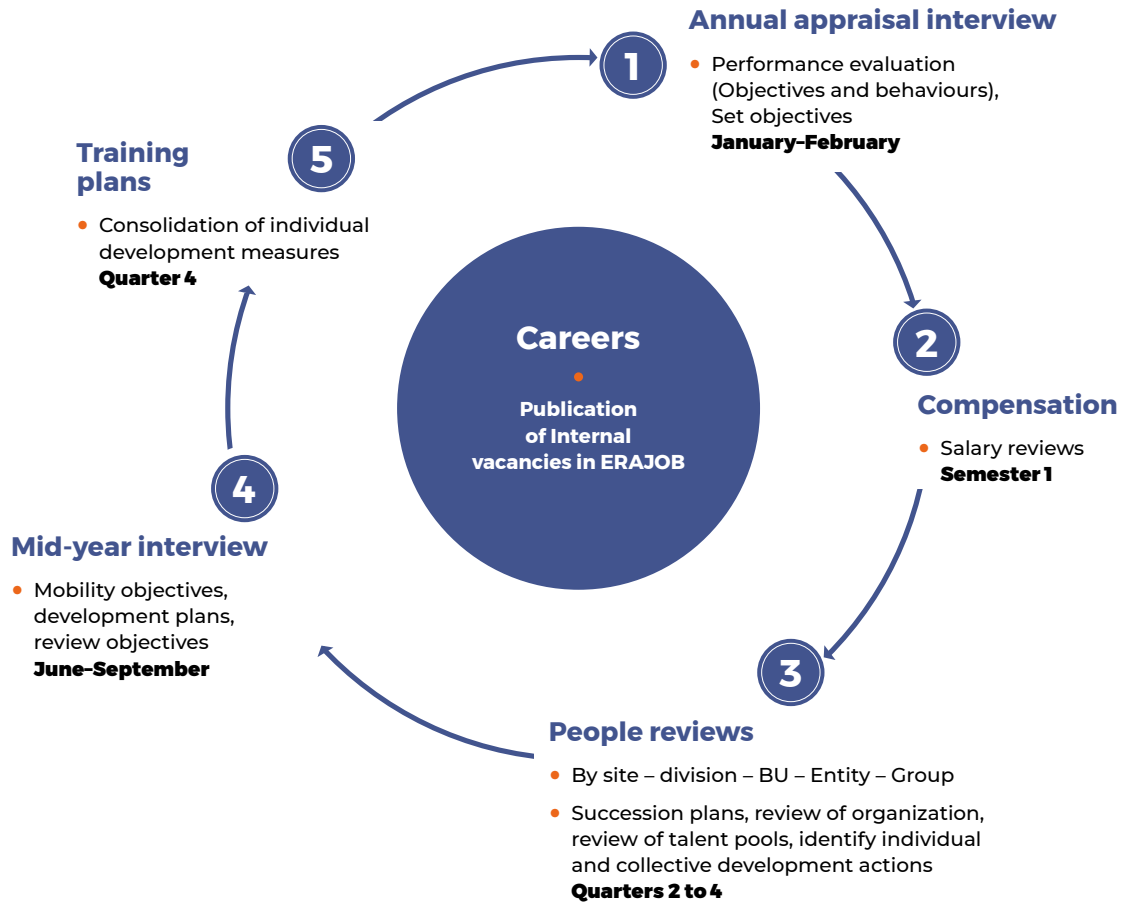 1
Annual appraisal interview
• Performance evaluation
(Objectives and behaviours),
Set objectives
January–February
2
Compensation
• Salary reviews
Semester 1
3
People reviews
• By site – division – BU – Entity – Group
• Succession plans, review of organization,
review of talent pools, identify individual
and collective development actions
Quarters 2 to 4
4
Mid-year interview
• Mobility objectives,
development plans,
review objectives
June–September
5
Training
plans
• Consolidation of individual
development measures
Quarter 4
Careers
Publication
of Internal
vacancies in ERAJOB